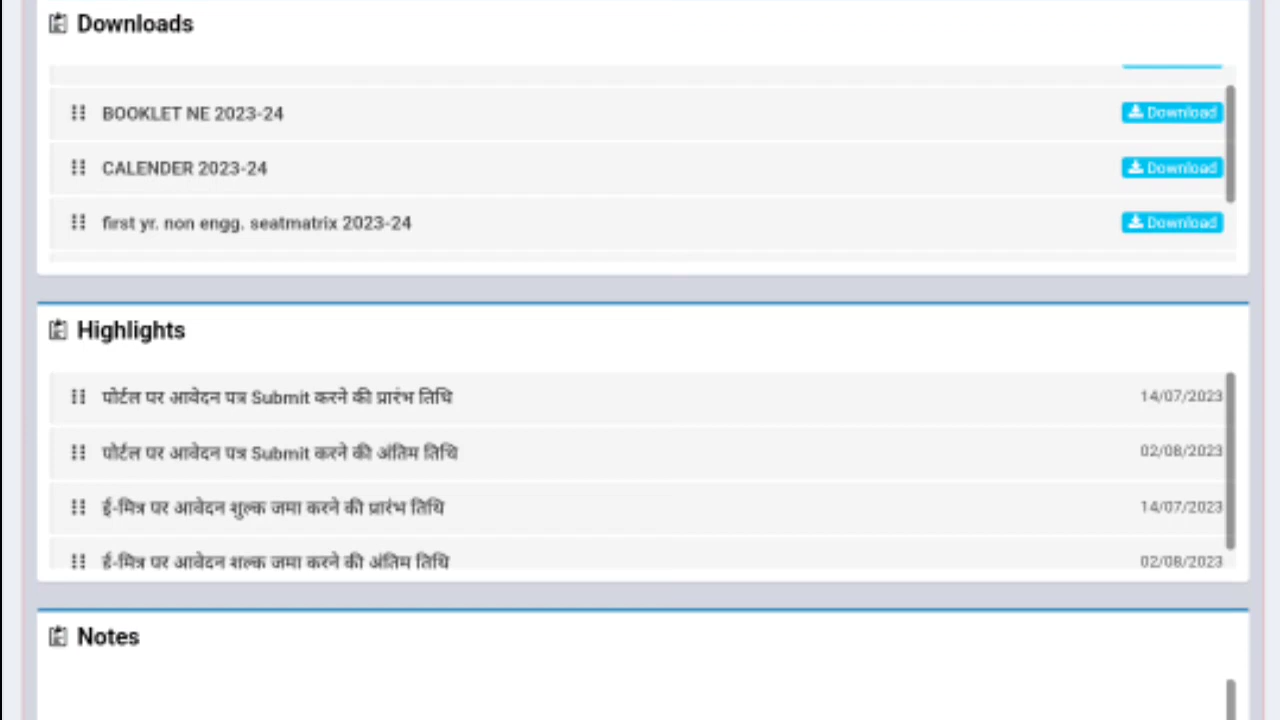 Downloads
BOOKLET NE 2023-24 Download
CALENDER 2023-24 Download
first yr. non engg. seatmatrix 2023-24 Download
Highlights
पोर्टल पर आवेदन पत्र Submit करने की प्रारंभ तिथि 14/07/2023
पोर्टल पर आवेदन पत्र Submit करने की अंतिम तिथि 02/08/2023
ई-मित्र पर आवेदन शुल्क जमा करने की प्रारंभ तिथि 14/07/2023
ई-मित्र पर आवेदन शुल्क जमा करने की अंतिम तिथि 02/08/2023
Notes